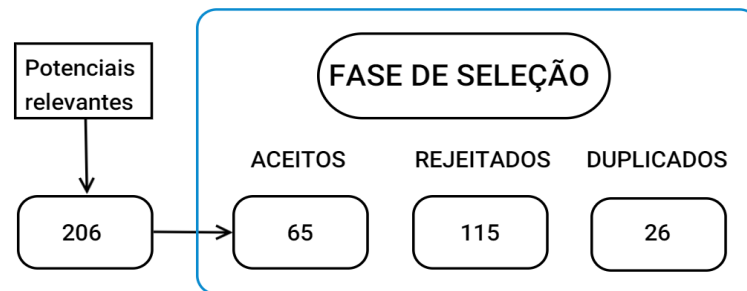 Potenciais
relevantes
FASE DE SELEÇÃO
ACEITOS
REJEITADOS
DUPLICADOS
206
65
115
26